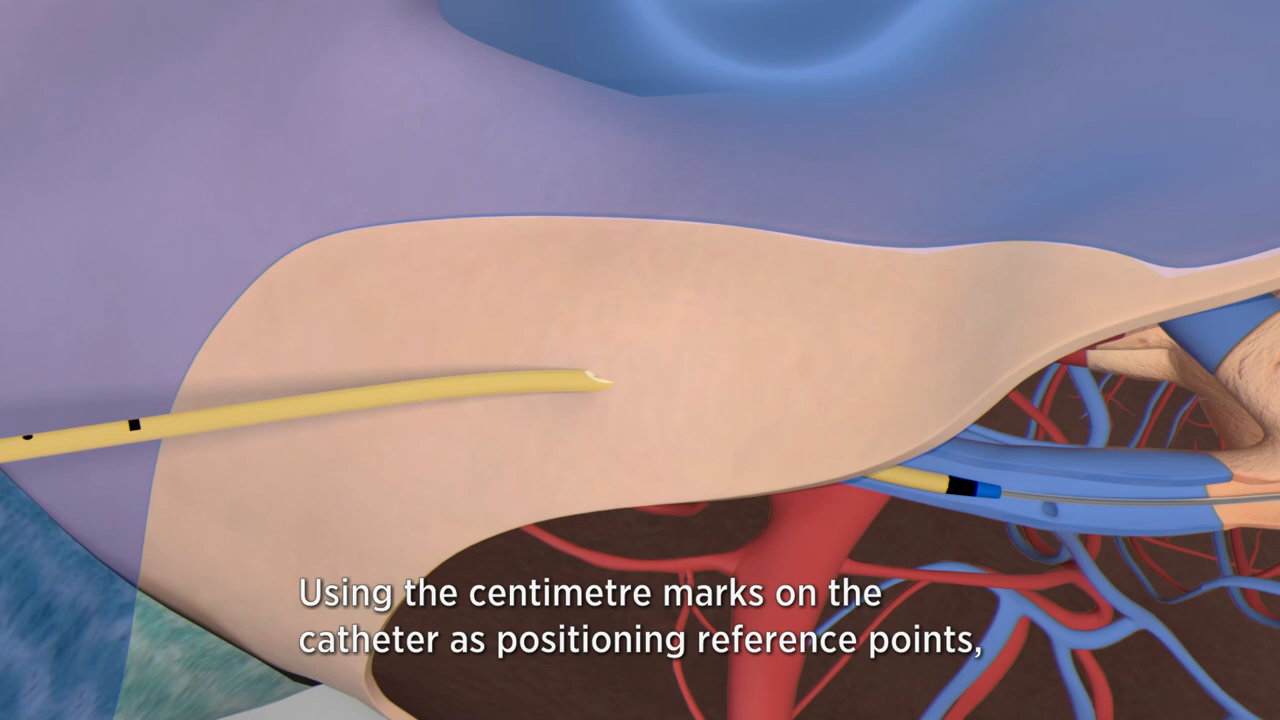 Using the centimetre marks on the
catheter as positioning reference points,